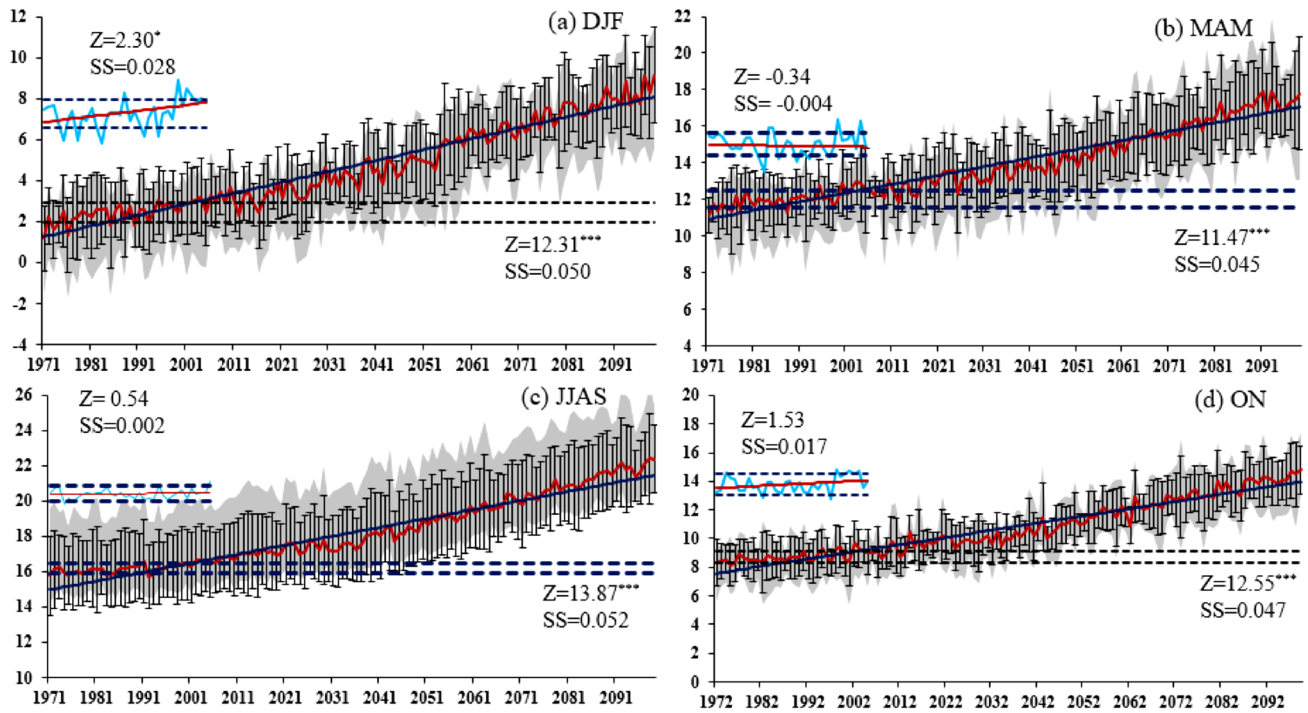 (a) DJF
Z=2.30*
SS=0.028
Z=12.31***
SS=0.050
12
10
8
6
4
2
0
-2
-4
1971 1981 1991 2001 2011 2021 2031 2041 2051 2061 2071 2081 2091
(b) MAM
Z= -0.34
SS= -0.004
Z=11.47***
SS=0.045
22
20
18
16
14
12
10
8
6
4
1971 1981 1991 2001 2011 2021 2031 2041 2051 2061 2071 2081 2091
(c) JJAS
Z= 0.54
SS=0.002
Z=13.87***
SS=0.052
26
24
22
20
18
16
14
12
10
1971 1981 1991 2001 2011 2021 2031 2041 2051 2061 2071 2081 2091
(d) ON
Z=1.53
SS=0.017
Z=12.55***
SS=0.047
20
18
16
14
12
10
8
6
4
2
0
1972 1982 1992 2002 2012 2022 2032 2042 2052 2062 2072 2082 2092